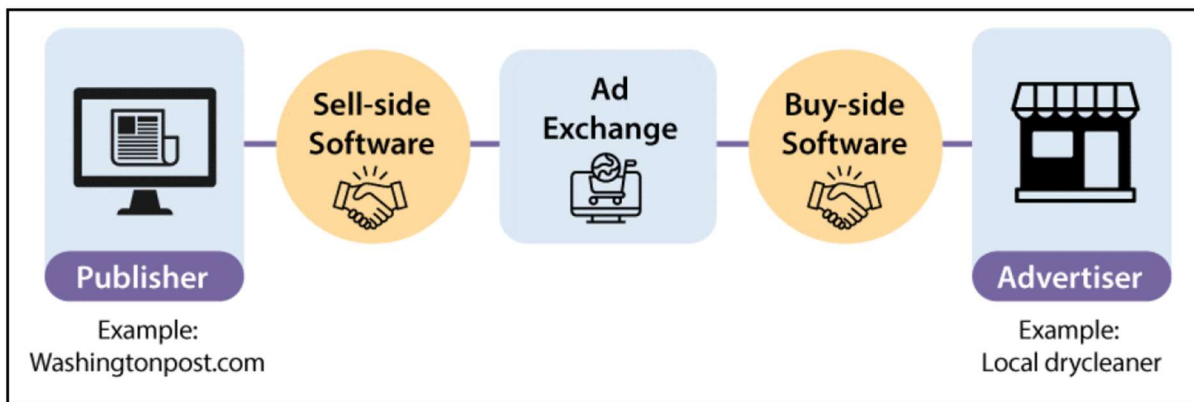 Sell-side
Software
Ad
Exchange
Buy-side
Software
Publisher
Advertiser
Example:
Washingtonpost.com
Example:
Local drycleaner